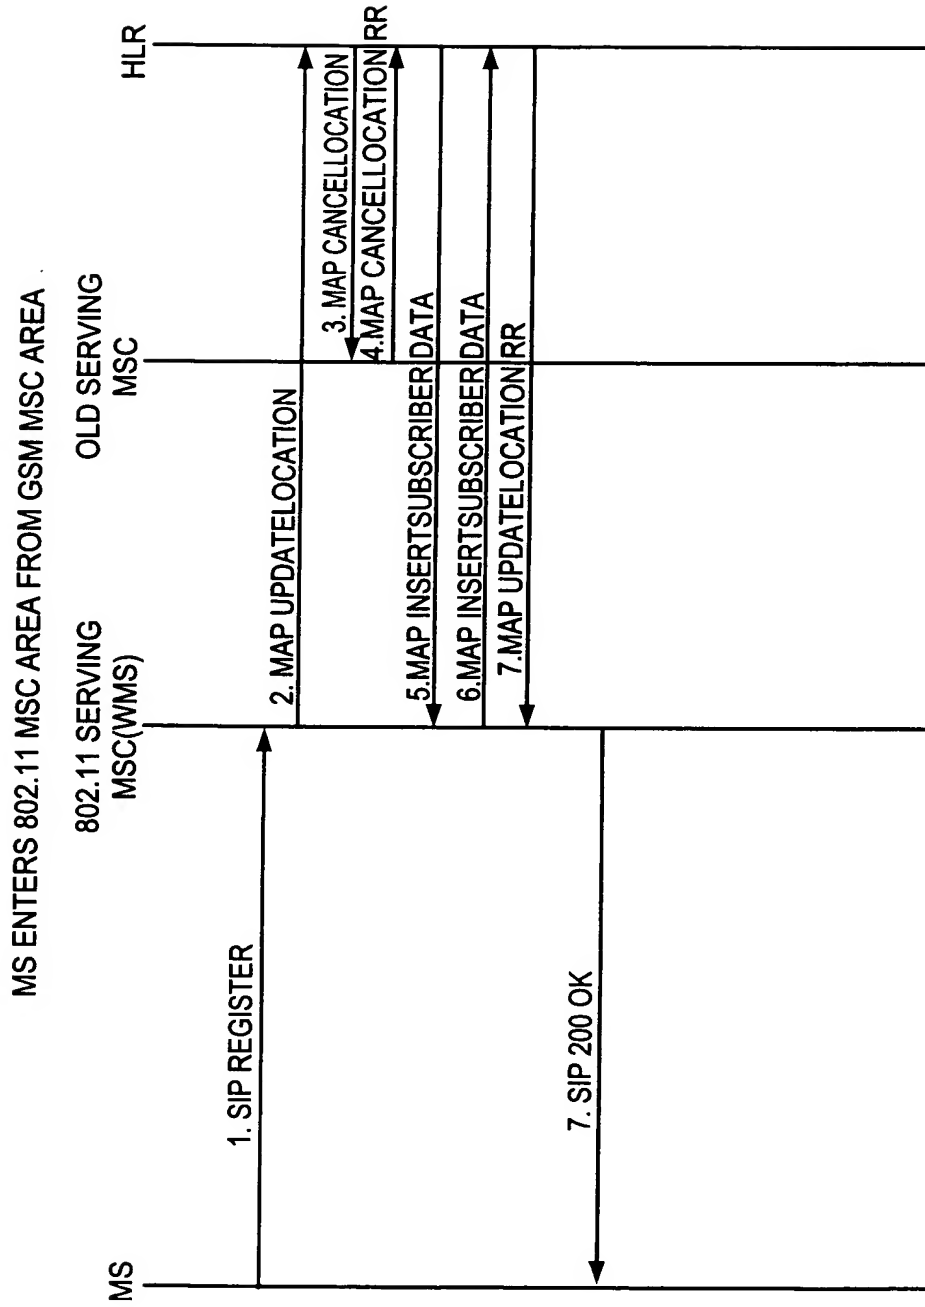 MS ENTERS 802.11 MSC AREA FROM GSM MSC AREA
MS
802.11 SERVING
MSC(WMS)
OLD SERVING
MSC
HLR
1. SIP REGISTER
2. MAP UPDATELOCATION
3. MAP CANCELLOCATION
4.MAP CANCELLOCATION RR
5.MAP INSERTSUBSCRIBER DATA
6.MAP INSERTSUBSCRIBER DATA
7.MAP UPDATELOCATION RR
7. SIP 200 OK